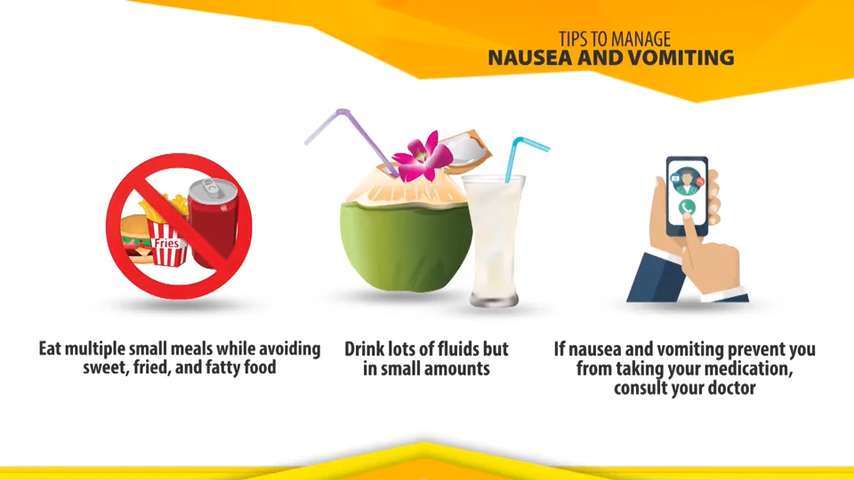 TIPS TO MANAGE
NAUSEA AND VOMITING
Fries
Eat multiple small meals while avoiding
sweet, fried, and fatty food
Drink lots of fluids but
in small amounts
If nausea and vomiting prevent you
from taking your medication,
consult your doctor